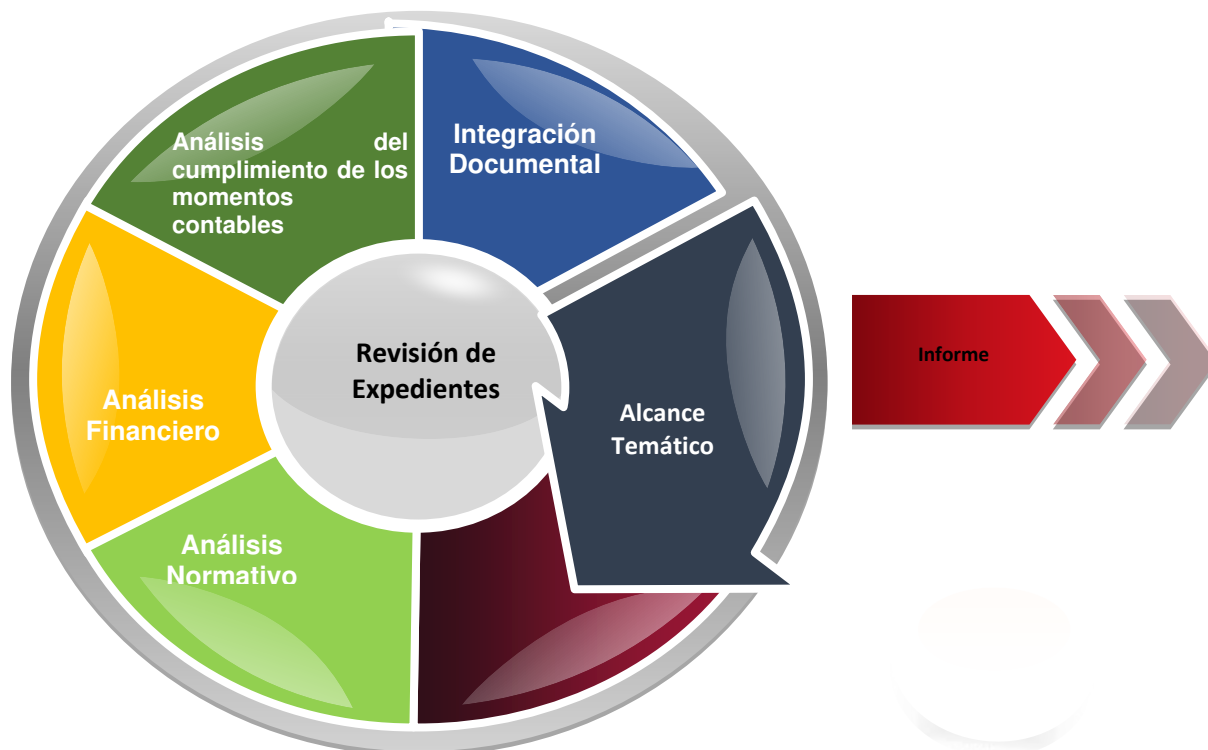 Análisis del
cumplimiento de los
momentos
contables
Integración
Documental
Revisión de
Expedientes
Alcance
Temático
Informe
Análisis
Financiero
Análisis
Normativo